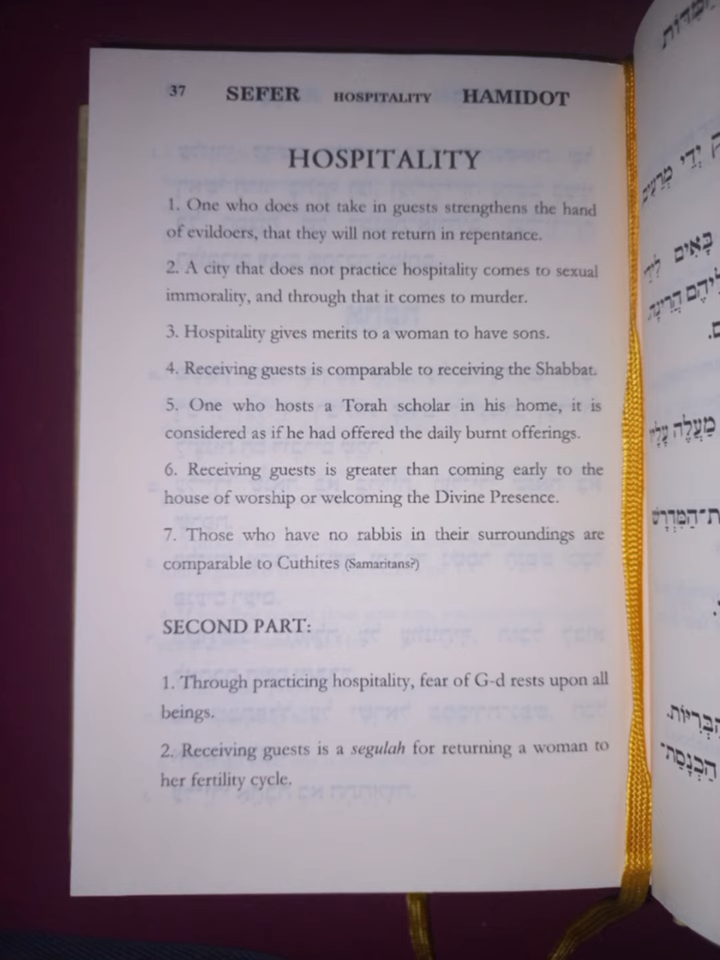 37 SEFER HOSPITALITY HAMIDOT
HOSPITALITY
1. One who does not take in guests strengthens the hand
of evildoers, that they will not return in repentance.
2. A city that does not practice hospitality comes to sexual
immorality, and through that it comes to murder.
3. Hospitality gives merits to a woman to have sons.
4. Receiving guests is comparable to receiving the Shabbat.
5. One who hosts a Torah scholar in his home, it is
considered as if he had offered the daily burnt offerings.
6. Receiving guests is greater than coming early to the
house of worship or welcoming the Divine Presence.
7. Those who have no rabbis in their surroundings are
comparable to Cuthites (Samaritans?)
SECOND PART:
1. Through practicing hospitality, fear of G-d rests upon all
beings.
2. Receiving guests is a segulah for returning a woman to
her fertility cycle.
יְדֵי מְרֵעִים
בָּאִים לִידֵי
מַעֲלֶה עָלָיו